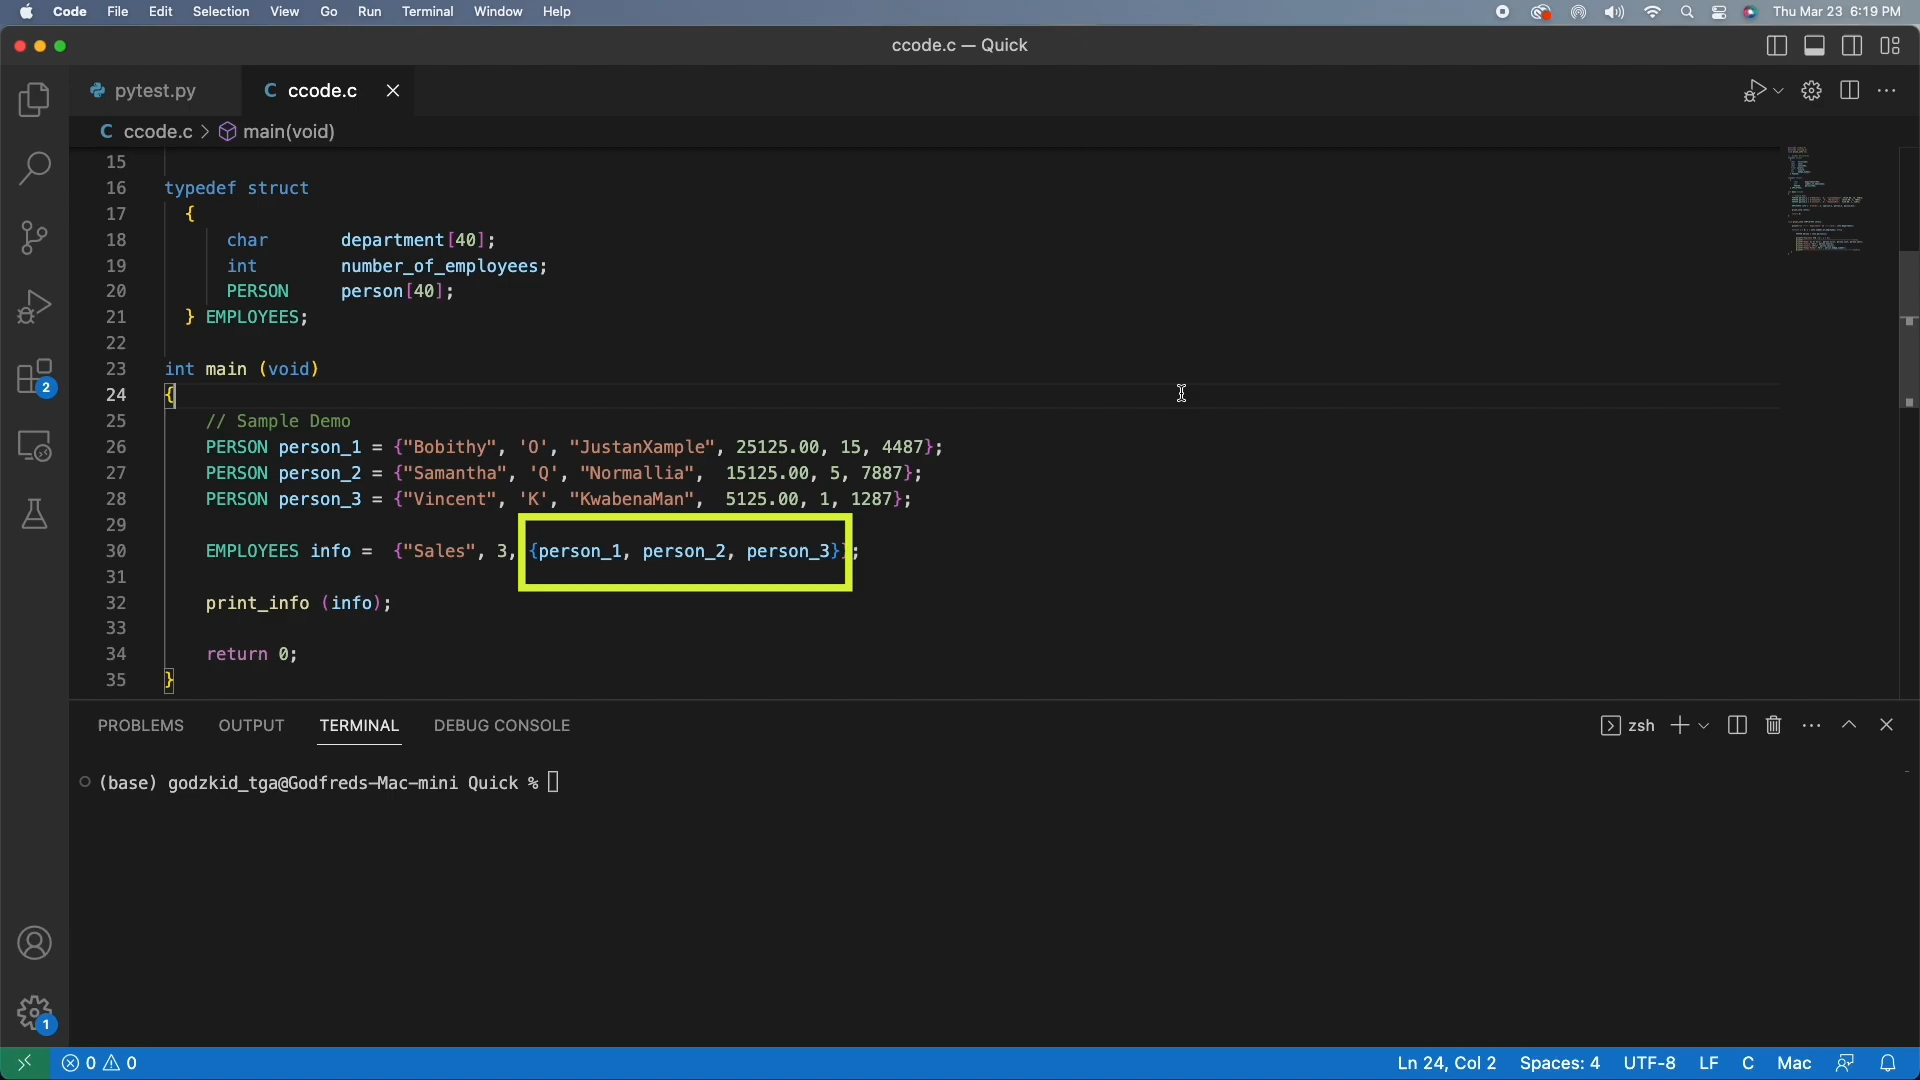 Code File Edit Selection View Go Run Terminal Window Help Thu Mar 23 6:19 PM
ccode.c — Quick
pytest.py C ccode.c
C ccode.c > main(void)
15
16 typedef struct
17 {
18 char department[40];
19 int number_of_employees;
20 PERSON person[40];
21 } EMPLOYEES;
22
23 int main (void)
24 {
25 // Sample Demo
26 PERSON person_1 = {"Bobithy", 'O', "JustanXample", 25125.00, 15, 4487};
27 PERSON person_2 = {"Samantha", 'Q', "Normallia", 15125.00, 5, 7887};
28 PERSON person_3 = {"Vincent", 'K', "KwabenaMan", 5125.00, 1, 1287};
29
30 EMPLOYEES info = {"Sales", 3, {person_1, person_2, person_3}};
31
32 print_info (info);
33
34 return 0;
35 }
2
PROBLEMS OUTPUT TERMINAL DEBUG CONSOLE zsh
(base) godzkid_tga@Godfreds-Mac-mini Quick %
1
0 0 Ln 24, Col 2 Spaces: 4 UTF-8 LF C Mac